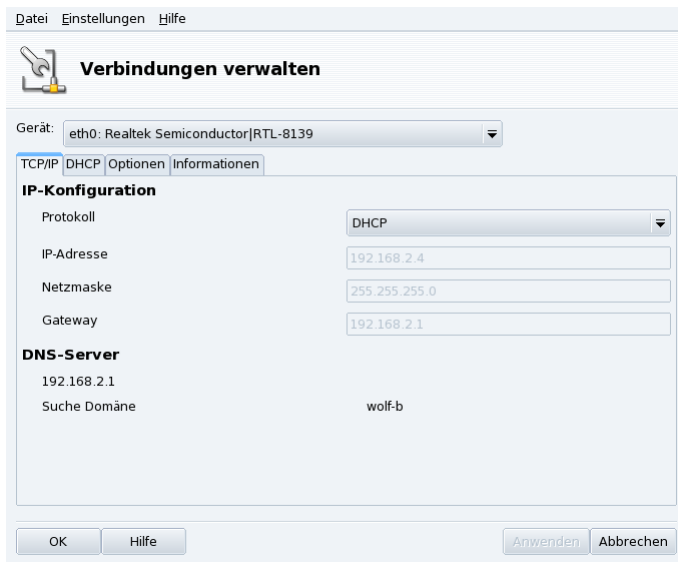 Datei Einstellungen Hilfe
Verbindungen verwalten
Gerät: eth0: Realtek Semiconductor|RTL-8139
TCP/IP DHCP Optionen Informationen
IP-Konfiguration
Protokoll DHCP
IP-Adresse 192.168.2.4
Netzmaske 255.255.255.0
Gateway 192.168.2.1
DNS-Server
192.168.2.1
Suche Domäne wolf-b
OK Hilfe Anwenden Abbrechen